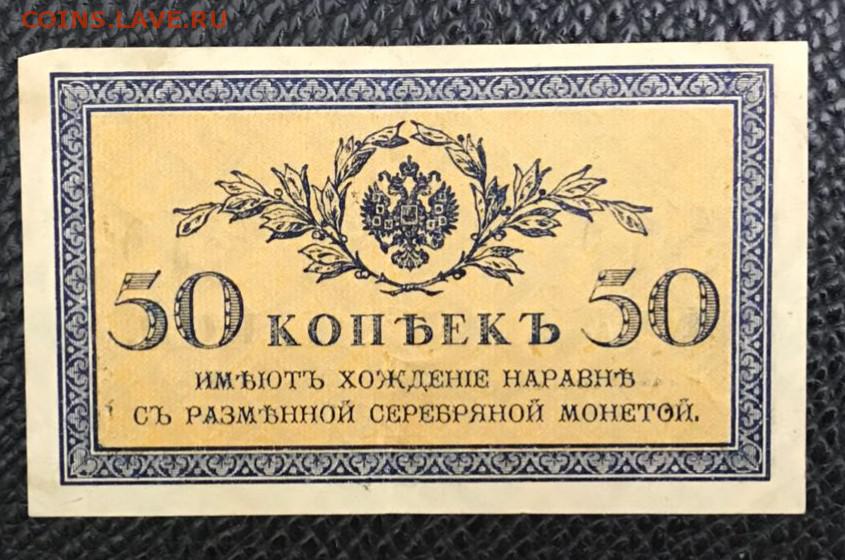 COINS.LAVE.RU
50 КОПѢЕКЪ 50
ИМѢЮТЪ ХОЖДЕНІЕ НАРАВНѢ
СЪ РАЗМѢННОЙ СЕРЕБРЯНОЙ МОНЕТОЙ.